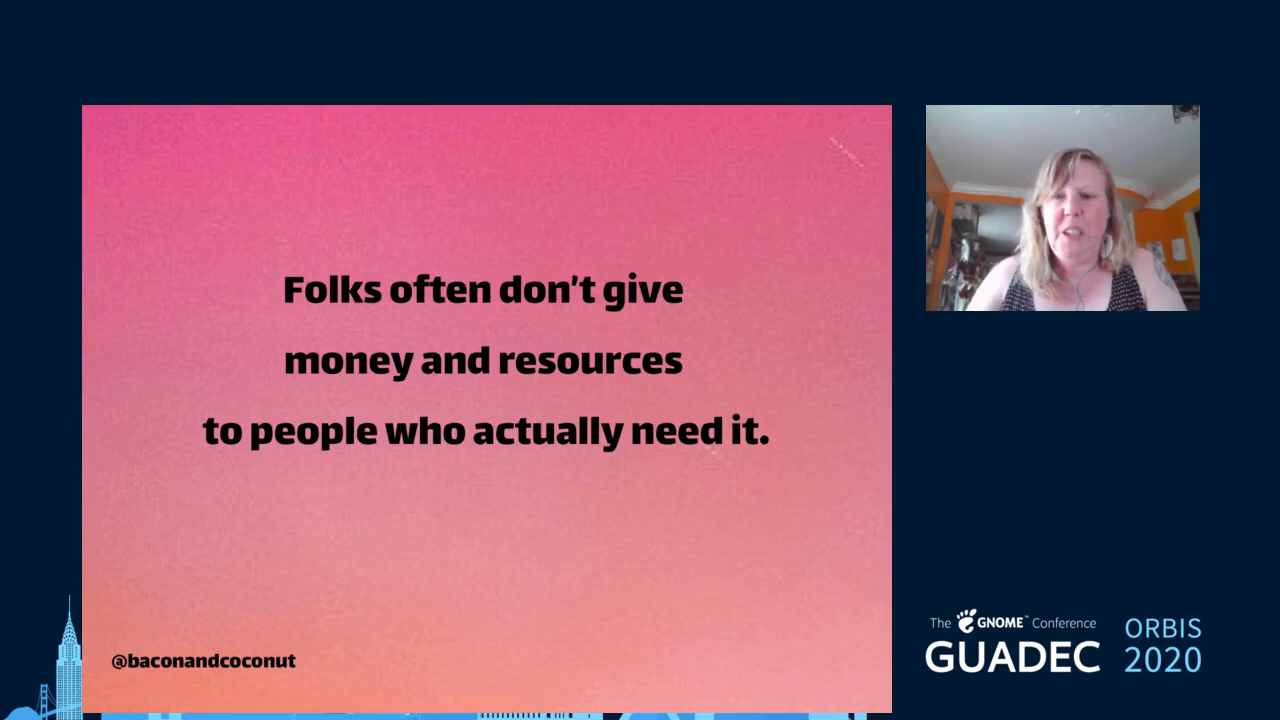 Folks often don't give
money and resources
to people who actually need it.
@baconandcoconut
The GNOME™ Conference
GUADEC
ORBIS
2020